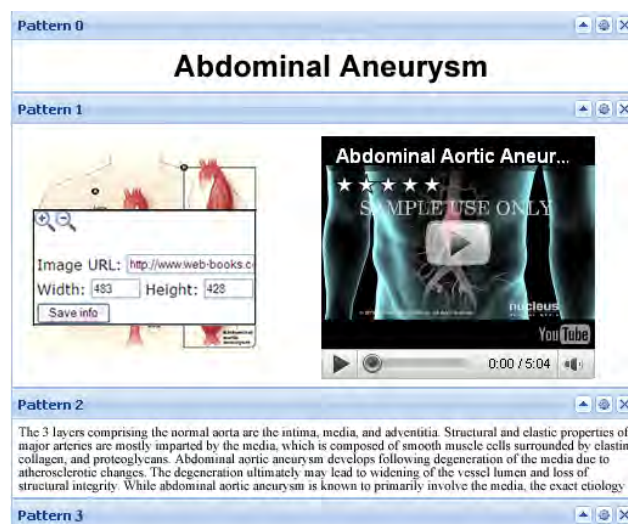 Pattern 0
Abdominal Aneurysm
Pattern 1
Abdominal Aortic Aneur...
SAMPLE USE ONLY
Image URL: http://www.web-books.c
Width: 483 Height: 428
Save info
Abdominal
aortic
aneurysm
nucleus
YouTube
0:00 / 5:04
Pattern 2
The 3 layers comprising the normal aorta are the intima, media, and adventitia. Structural and elastic properties of
major arteries are mostly imparted by the media, which is composed of smooth muscle cells surrounded by elastin
collagen, and proteoglycans. Abdominal aortic aneurysm develops following degeneration of the media due to
atherosclerotic changes. The degeneration ultimately may lead to widening of the vessel lumen and loss of
structural integrity. While abdominal aortic aneurysm is known to primarily involve the media, the exact etiology
Pattern 3